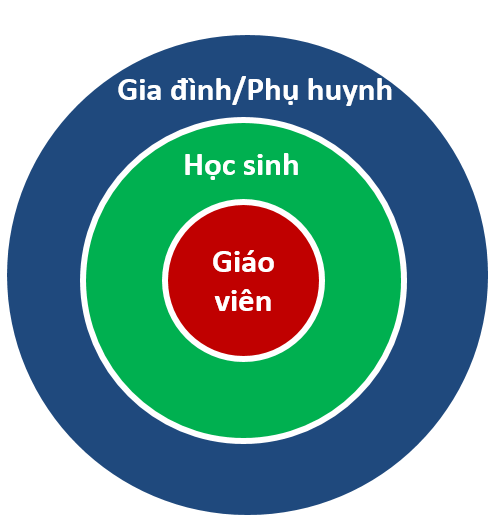 Gia đình/Phụ huynh
Học sinh
Giáo
viên